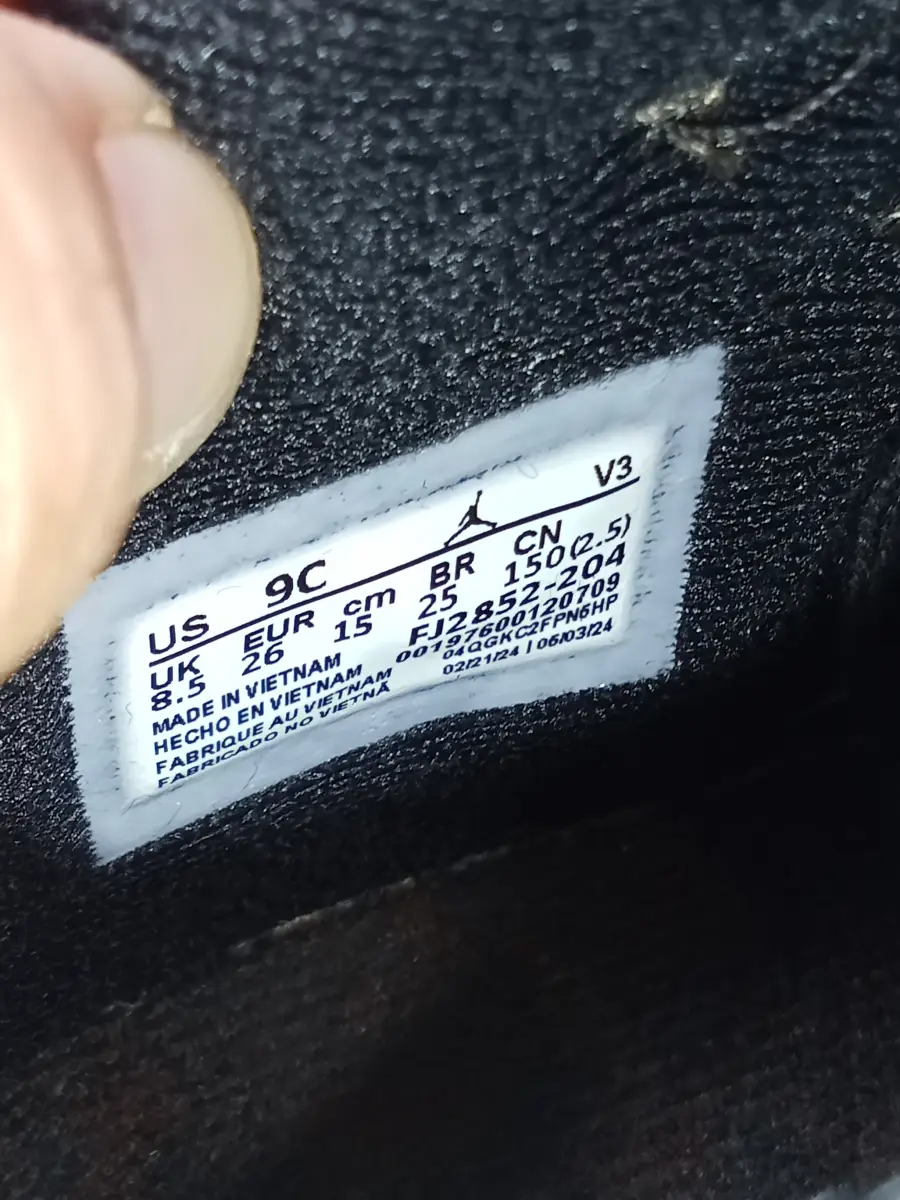 V3
US 9C
UK EUR cm BR CN
8.5 26 15 25 150(2.5)
MADE IN VIETNAM FJ2852-204
HECHO EN VIETNAM 00197600120709
FABRIQUE AU VIETNAM 04QGKC2FPN6HP
FABRICADO NO VIETNÃ 02/21/24 | 06/03/24